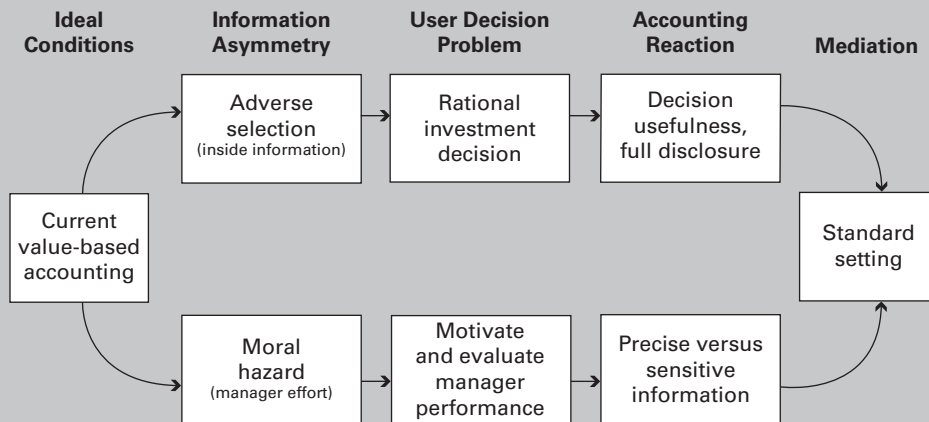 Ideal
Conditions
Information
Asymmetry
User Decision
Problem
Accounting
Reaction
Mediation
Adverse
selection
(inside information)
Rational
investment
decision
Decision
usefulness,
full disclosure
Current
value-based
accounting
Standard
setting
Moral
hazard
(manager effort)
Motivate
and evaluate
manager
performance
Precise versus
sensitive
information